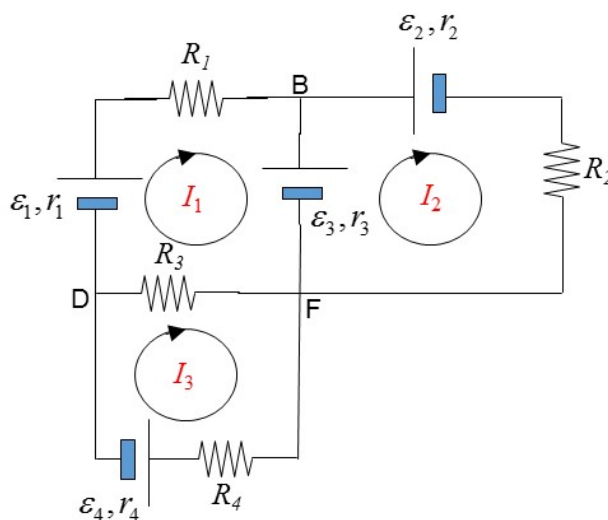 ε₂, r₂
R₁
B
R₂
ε₁, r₁
I₁
I₂
ε₃, r₃
R₃
D
F
I₃
ε₄, r₄
R₄